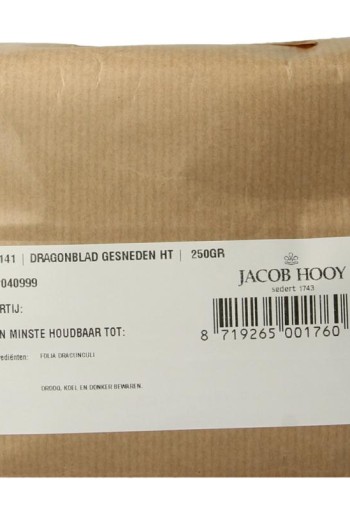 141 | DRAGONBLAD GESNEDEN HT | 250GR
040999
JACOB HOOY
sedert 1743
RTIJ:
N MINSTE HOUDBAAR TOT:
8 719265 001760
rediënten: FOLIA DRACUNCULI
DROOG, KOEL EN DONKER BEWAREN.